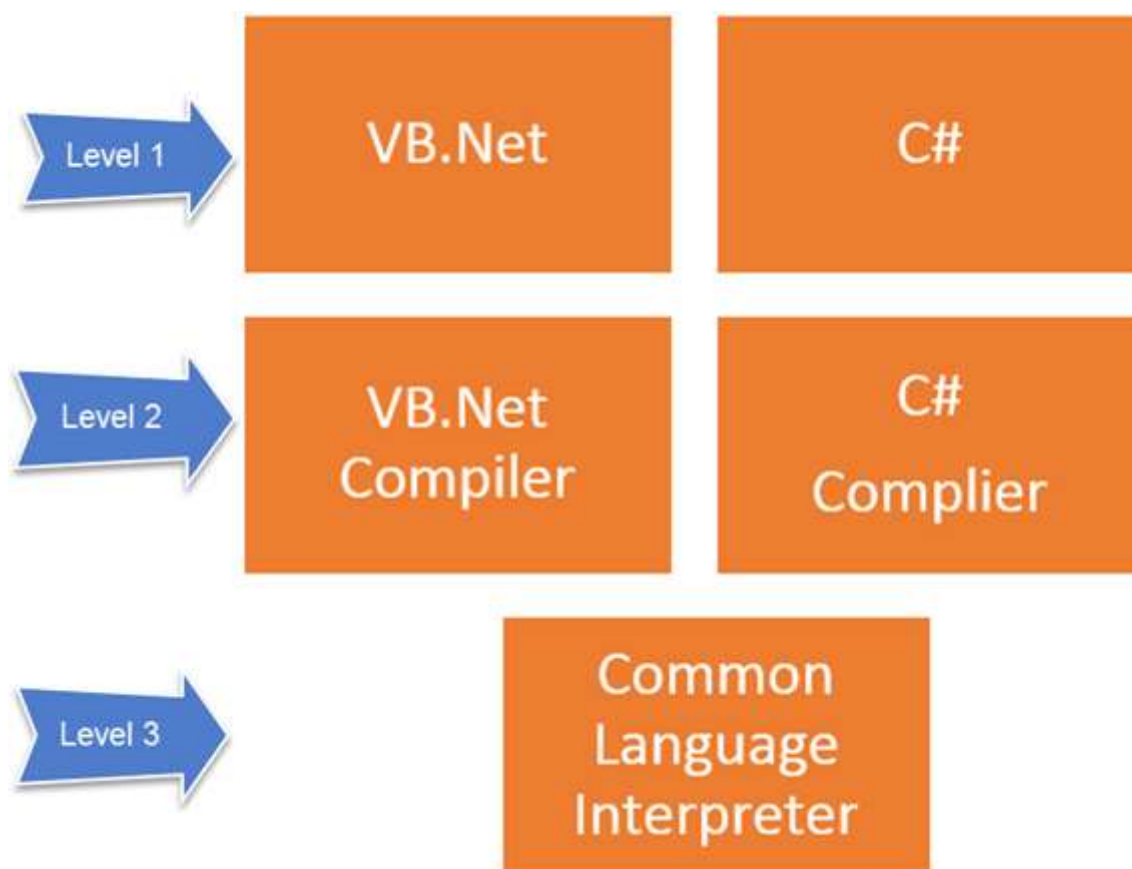 Level 1
VB.Net
C#
Level 2
VB.Net
Compiler
C#
Complier
Level 3
Common
Language
Interpreter